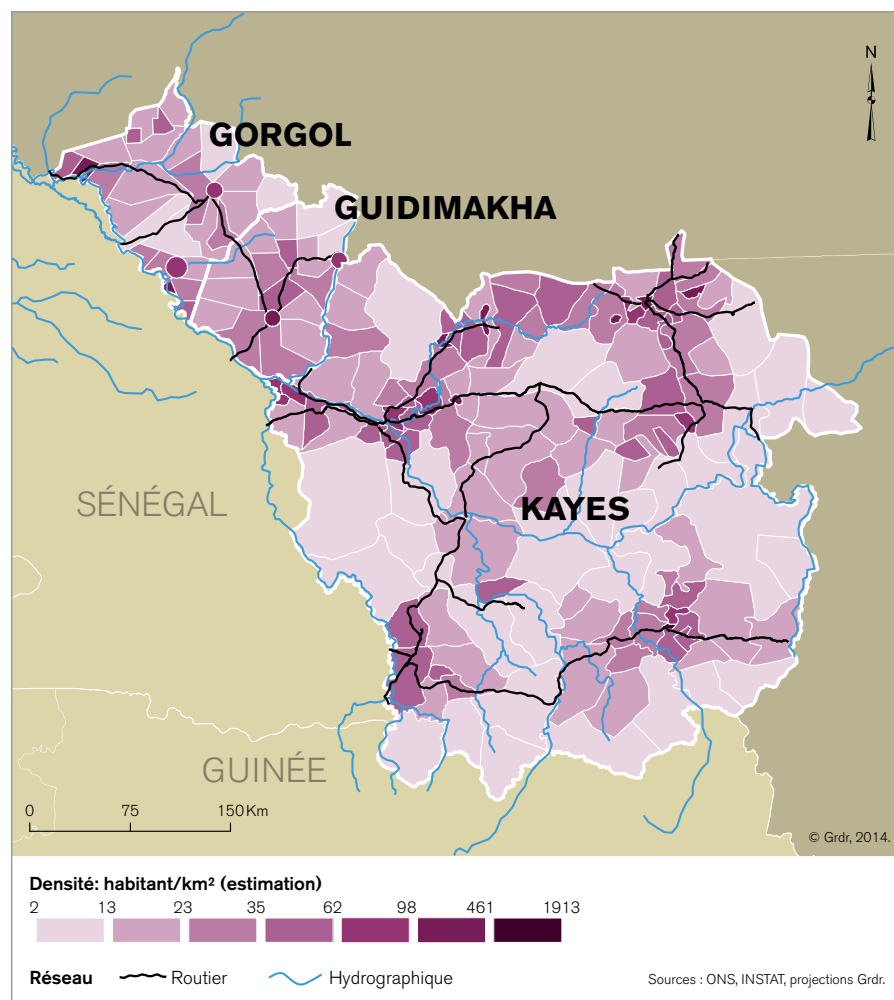 N
GORGOL
GUIDIMAKHA
KAYES
SÉNÉGAL
GUINÉE
0 75 150 Km
© Grdr, 2014.
Densité: habitant/km² (estimation)
2 13 23 35 62 98 461 1913
Réseau Routier Hydrographique Sources : ONS, INSTAT, projections Grdr.